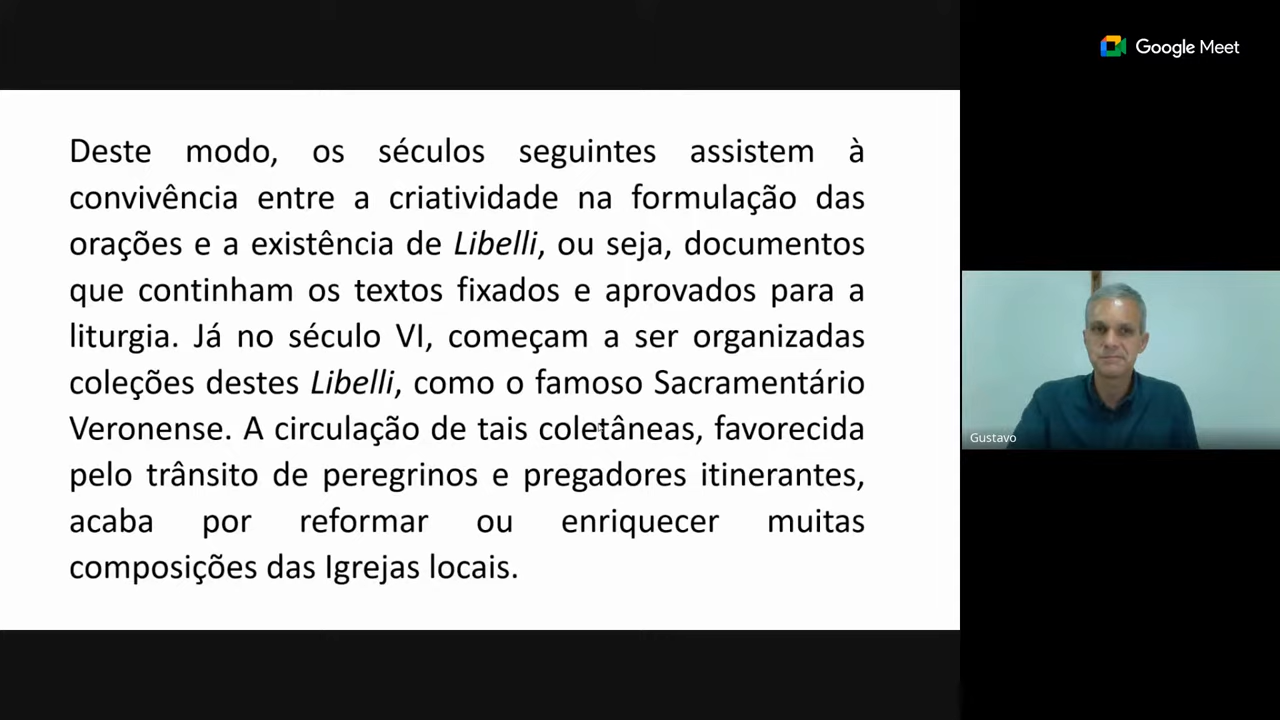 Google Meet
Deste modo, os séculos seguintes assistem à
convivência entre a criatividade na formulação das
orações e a existência de Libelli, ou seja, documentos
que continham os textos fixados e aprovados para a
liturgia. Já no século VI, começam a ser organizadas
coleções destes Libelli, como o famoso Sacramentário
Veronense. A circulação de tais coletâneas, favorecida
pelo trânsito de peregrinos e pregadores itinerantes,
acaba por reformar ou enriquecer muitas
composições das Igrejas locais.
Gustavo